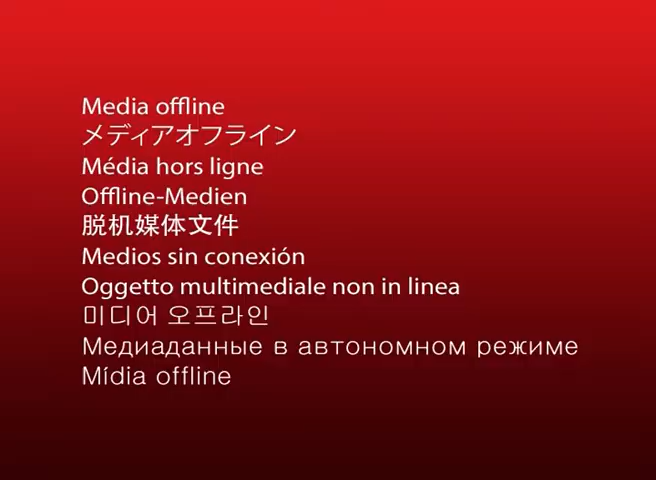 Media offline
メディアオフライン
Média hors ligne
Offline-Medien
脱机媒体文件
Medios sin conexión
Oggetto multimediale non in linea
미디어 오프라인
Медиаданные в автономном режиме
Mídia offline